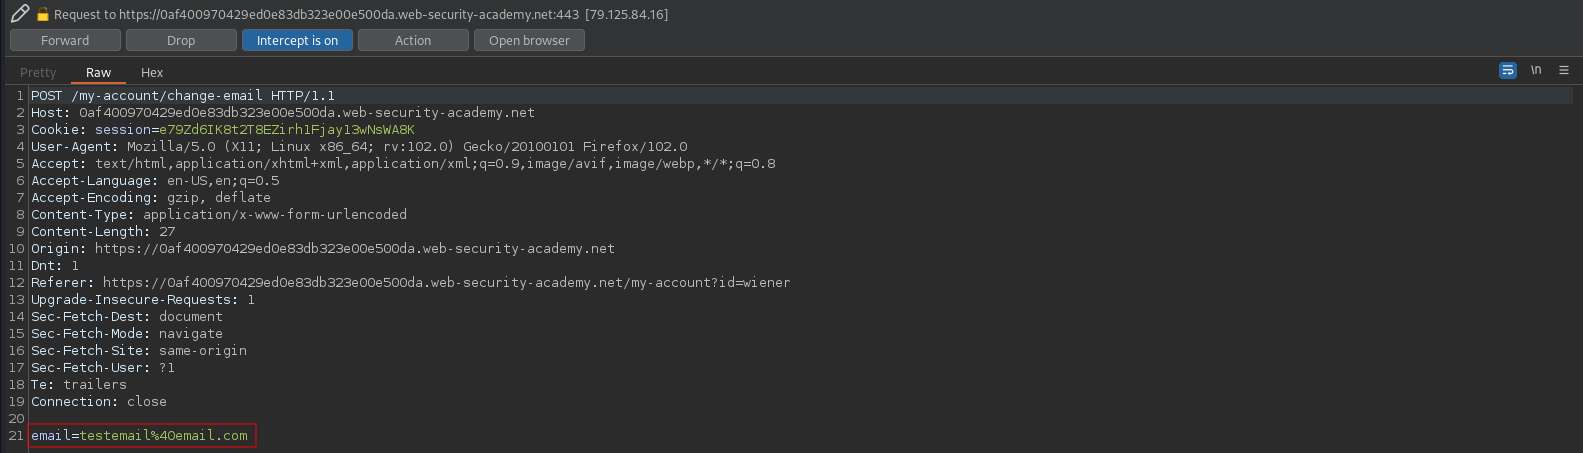 Request to https://0af400970429ed0e83db323e00e500da.web-security-academy.net:443 [79.125.84.16]
Forward Drop Intercept is on Action Open browser
Pretty Raw Hex \n
1 POST /my-account/change-email HTTP/1.1
2 Host: 0af400970429ed0e83db323e00e500da.web-security-academy.net
3 Cookie: session=e79Zd6IK8t2T8EZirh1Fjay13wNsWA8K
4 User-Agent: Mozilla/5.0 (X11; Linux x86_64; rv:102.0) Gecko/20100101 Firefox/102.0
5 Accept: text/html,application/xhtml+xml,application/xml;q=0.9,image/avif,image/webp,*/*;q=0.8
6 Accept-Language: en-US,en;q=0.5
7 Accept-Encoding: gzip, deflate
8 Content-Type: application/x-www-form-urlencoded
9 Content-Length: 27
10 Origin: https://0af400970429ed0e83db323e00e500da.web-security-academy.net
11 Dnt: 1
12 Referer: https://0af400970429ed0e83db323e00e500da.web-security-academy.net/my-account?id=wiener
13 Upgrade-Insecure-Requests: 1
14 Sec-Fetch-Dest: document
15 Sec-Fetch-Mode: navigate
16 Sec-Fetch-Site: same-origin
17 Sec-Fetch-User: ?1
18 Te: trailers
19 Connection: close
20
21 email=testemail%40email.com